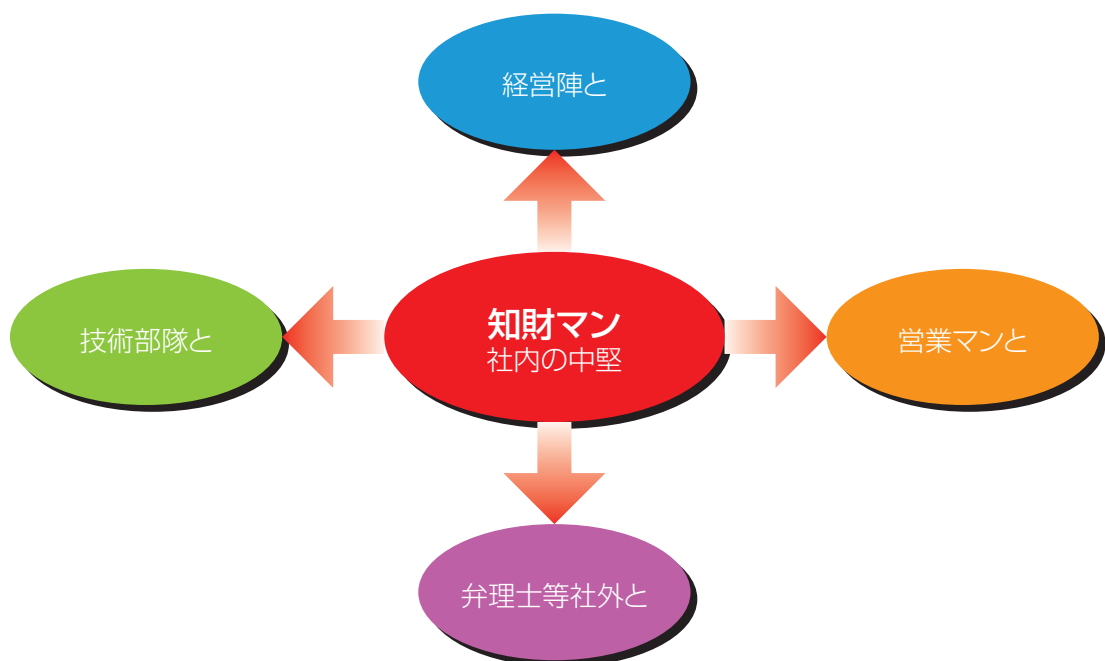 経営陣と
技術部隊と
知財マン
社内の中堅
営業マンと
弁理士等社外と